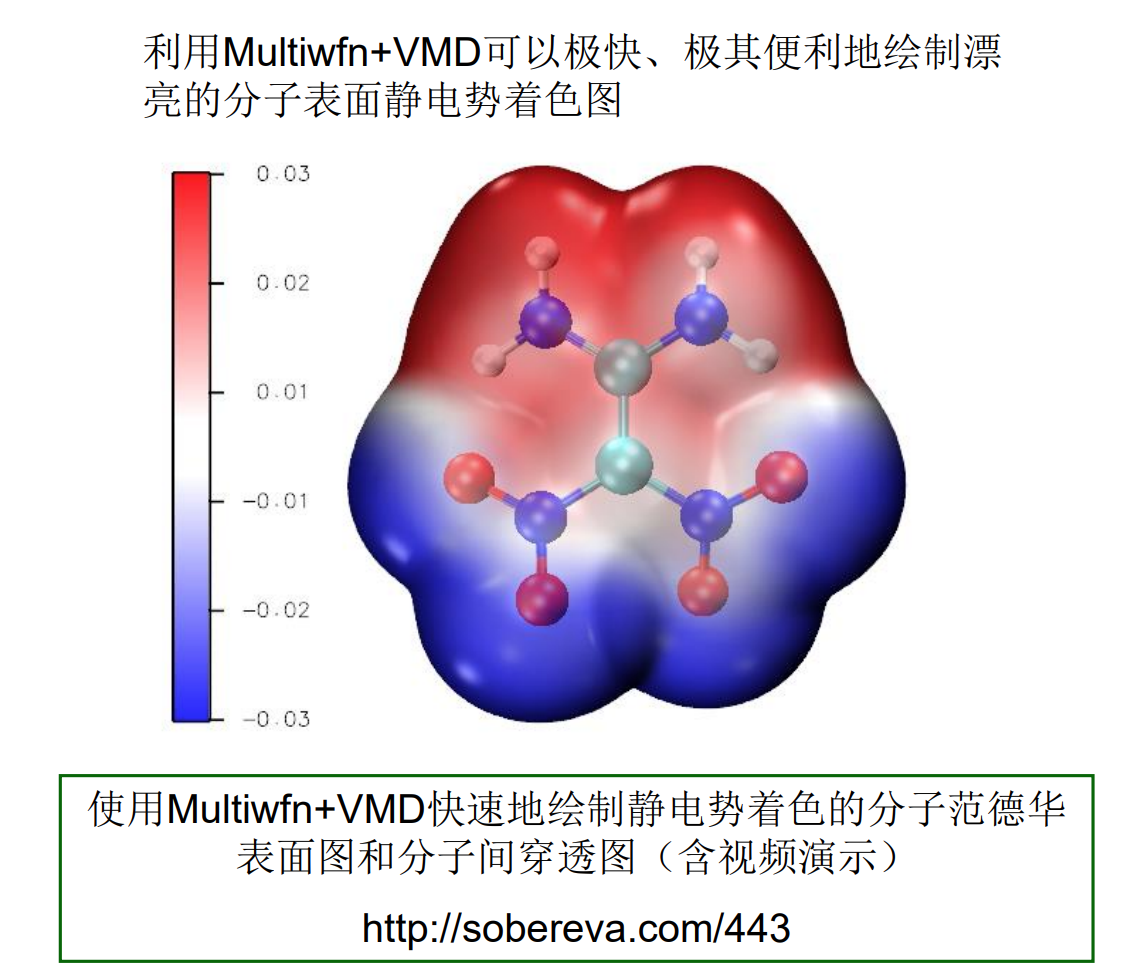 利用Multiwfn+VMD可以极快、极其便利地绘制漂
亮的分子表面静电势着色图
0.03
0.02
0.01
-0.01
-0.02
-0.03
使用Multiwfn+VMD快速地绘制静电势着色的分子范德华
表面图和分子间穿透图（含视频演示）
http://sobereva.com/443